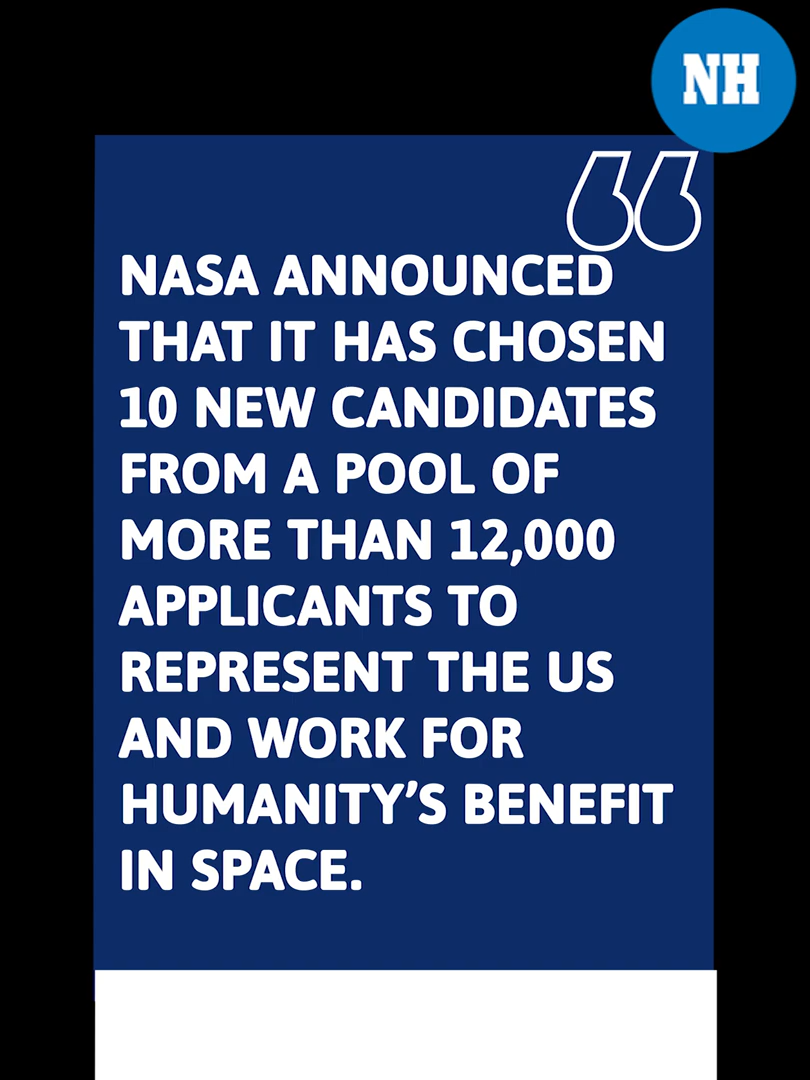 NH
NASA ANNOUNCED
THAT IT HAS CHOSEN
10 NEW CANDIDATES
FROM A POOL OF
MORE THAN 12,000
APPLICANTS TO
REPRESENT THE US
AND WORK FOR
HUMANITY’S BENEFIT
IN SPACE.